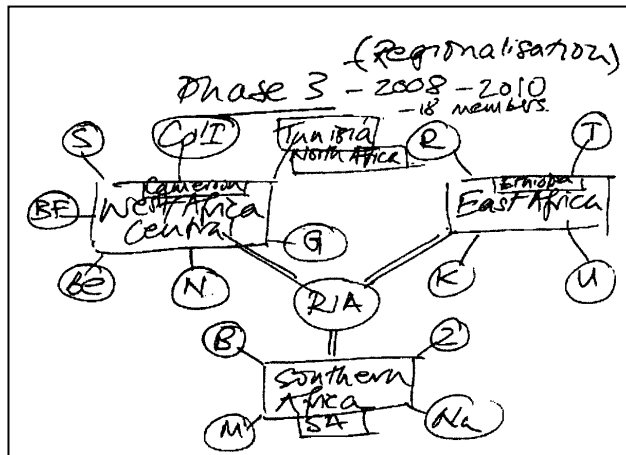 (Regionalisation)
Phase 3 - 2008 - 2010
- 18 members.
S
Cd'I
Tunisia
North Africa
R
T
BF
Cameroon
West Africa
Central
Ethiopia
East Africa
Be
N
G
K
U
RIA
B
Z
Southern
Africa
SA
M
Na